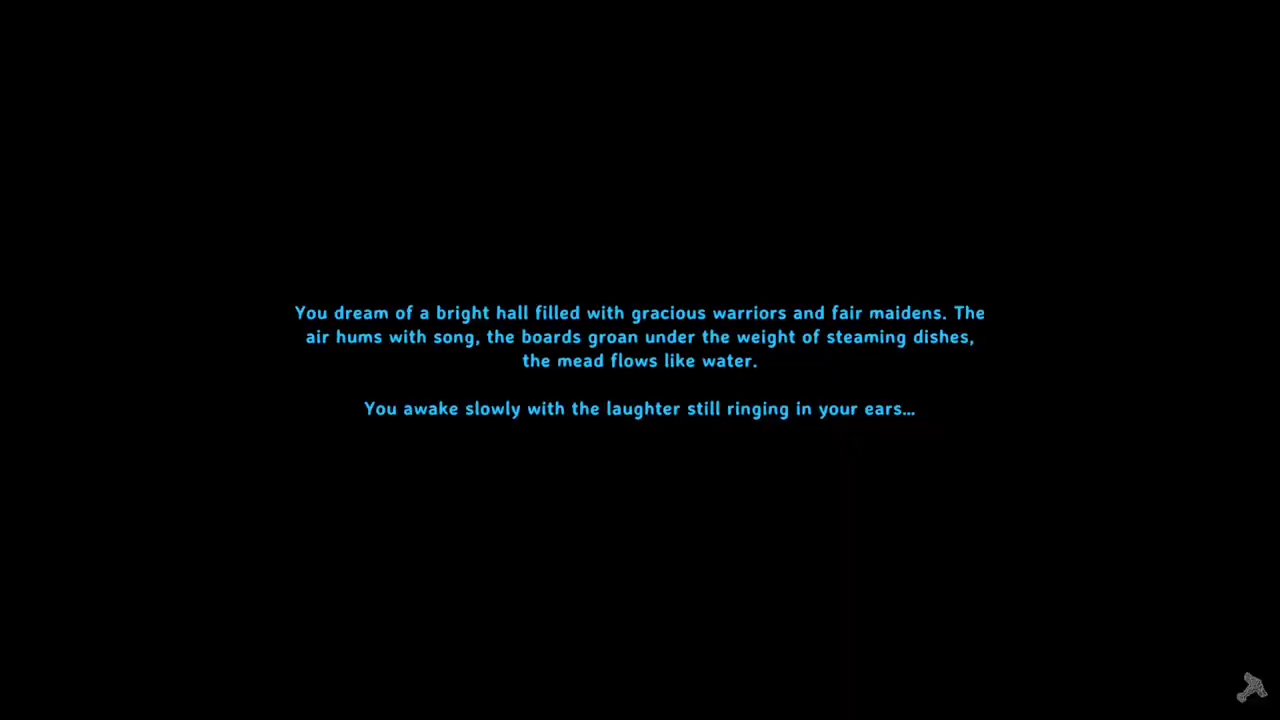 You dream of a bright hall filled with gracious warriors and fair maidens. The
air hums with song, the boards groan under the weight of steaming dishes,
the mead flows like water.
You awake slowly with the laughter still ringing in your ears...